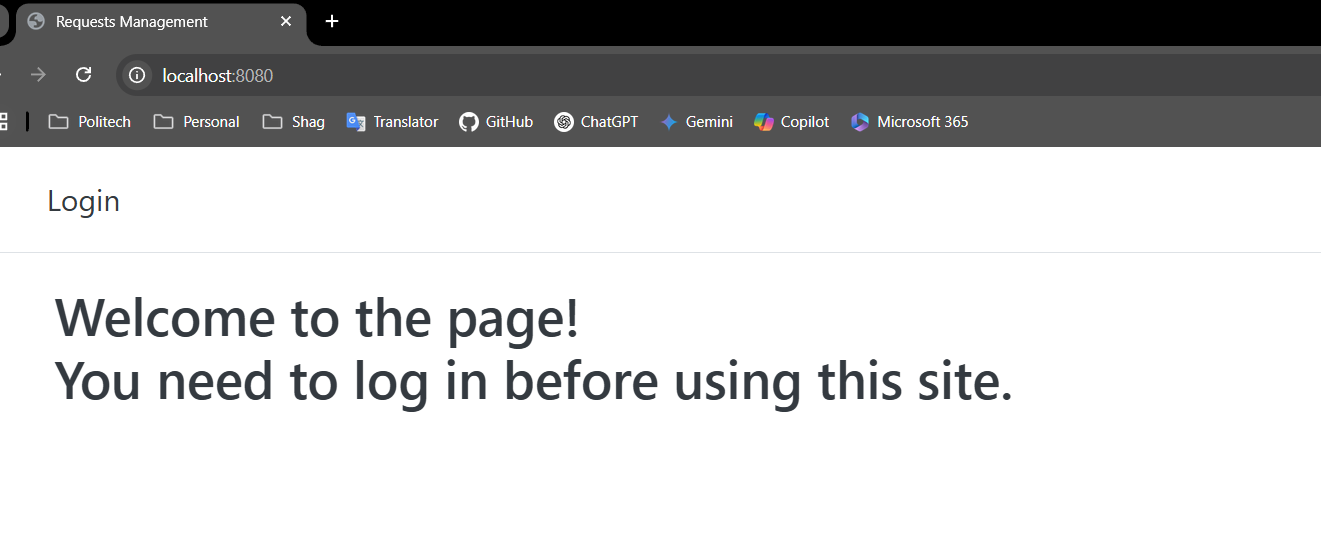 Requests Management
localhost:8080
Politech Personal Shag Translator GitHub ChatGPT Gemini Copilot Microsoft 365
Login
Welcome to the page!
You need to log in before using this site.